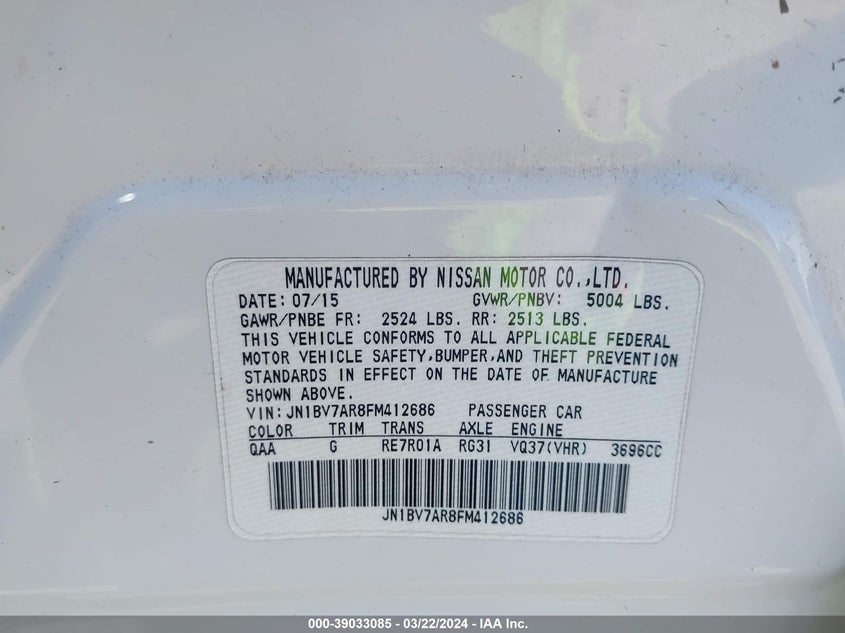 MANUFACTURED BY NISSAN MOTOR CO.,LTD.
DATE: 07/15 GVWR/PNBV: 5004 LBS.
GAWR/PNBE FR: 2524 LBS. RR: 2513 LBS.
THIS VEHICLE CONFORMS TO ALL APPLICABLE FEDERAL
MOTOR VEHICLE SAFETY,BUMPER,AND THEFT PREVENTION
STANDARDS IN EFFECT ON THE DATE OF MANUFACTURE
SHOWN ABOVE.
VIN:JN1BV7AR8FM412686 PASSENGER CAR
COLOR TRIM TRANS AXLE ENGINE
QAA G RE7R01A RG31 VQ37(VHR) 3696CC
JN1BV7AR8FM412686
000-39033085 - 03/22/2024 - IAA Inc.